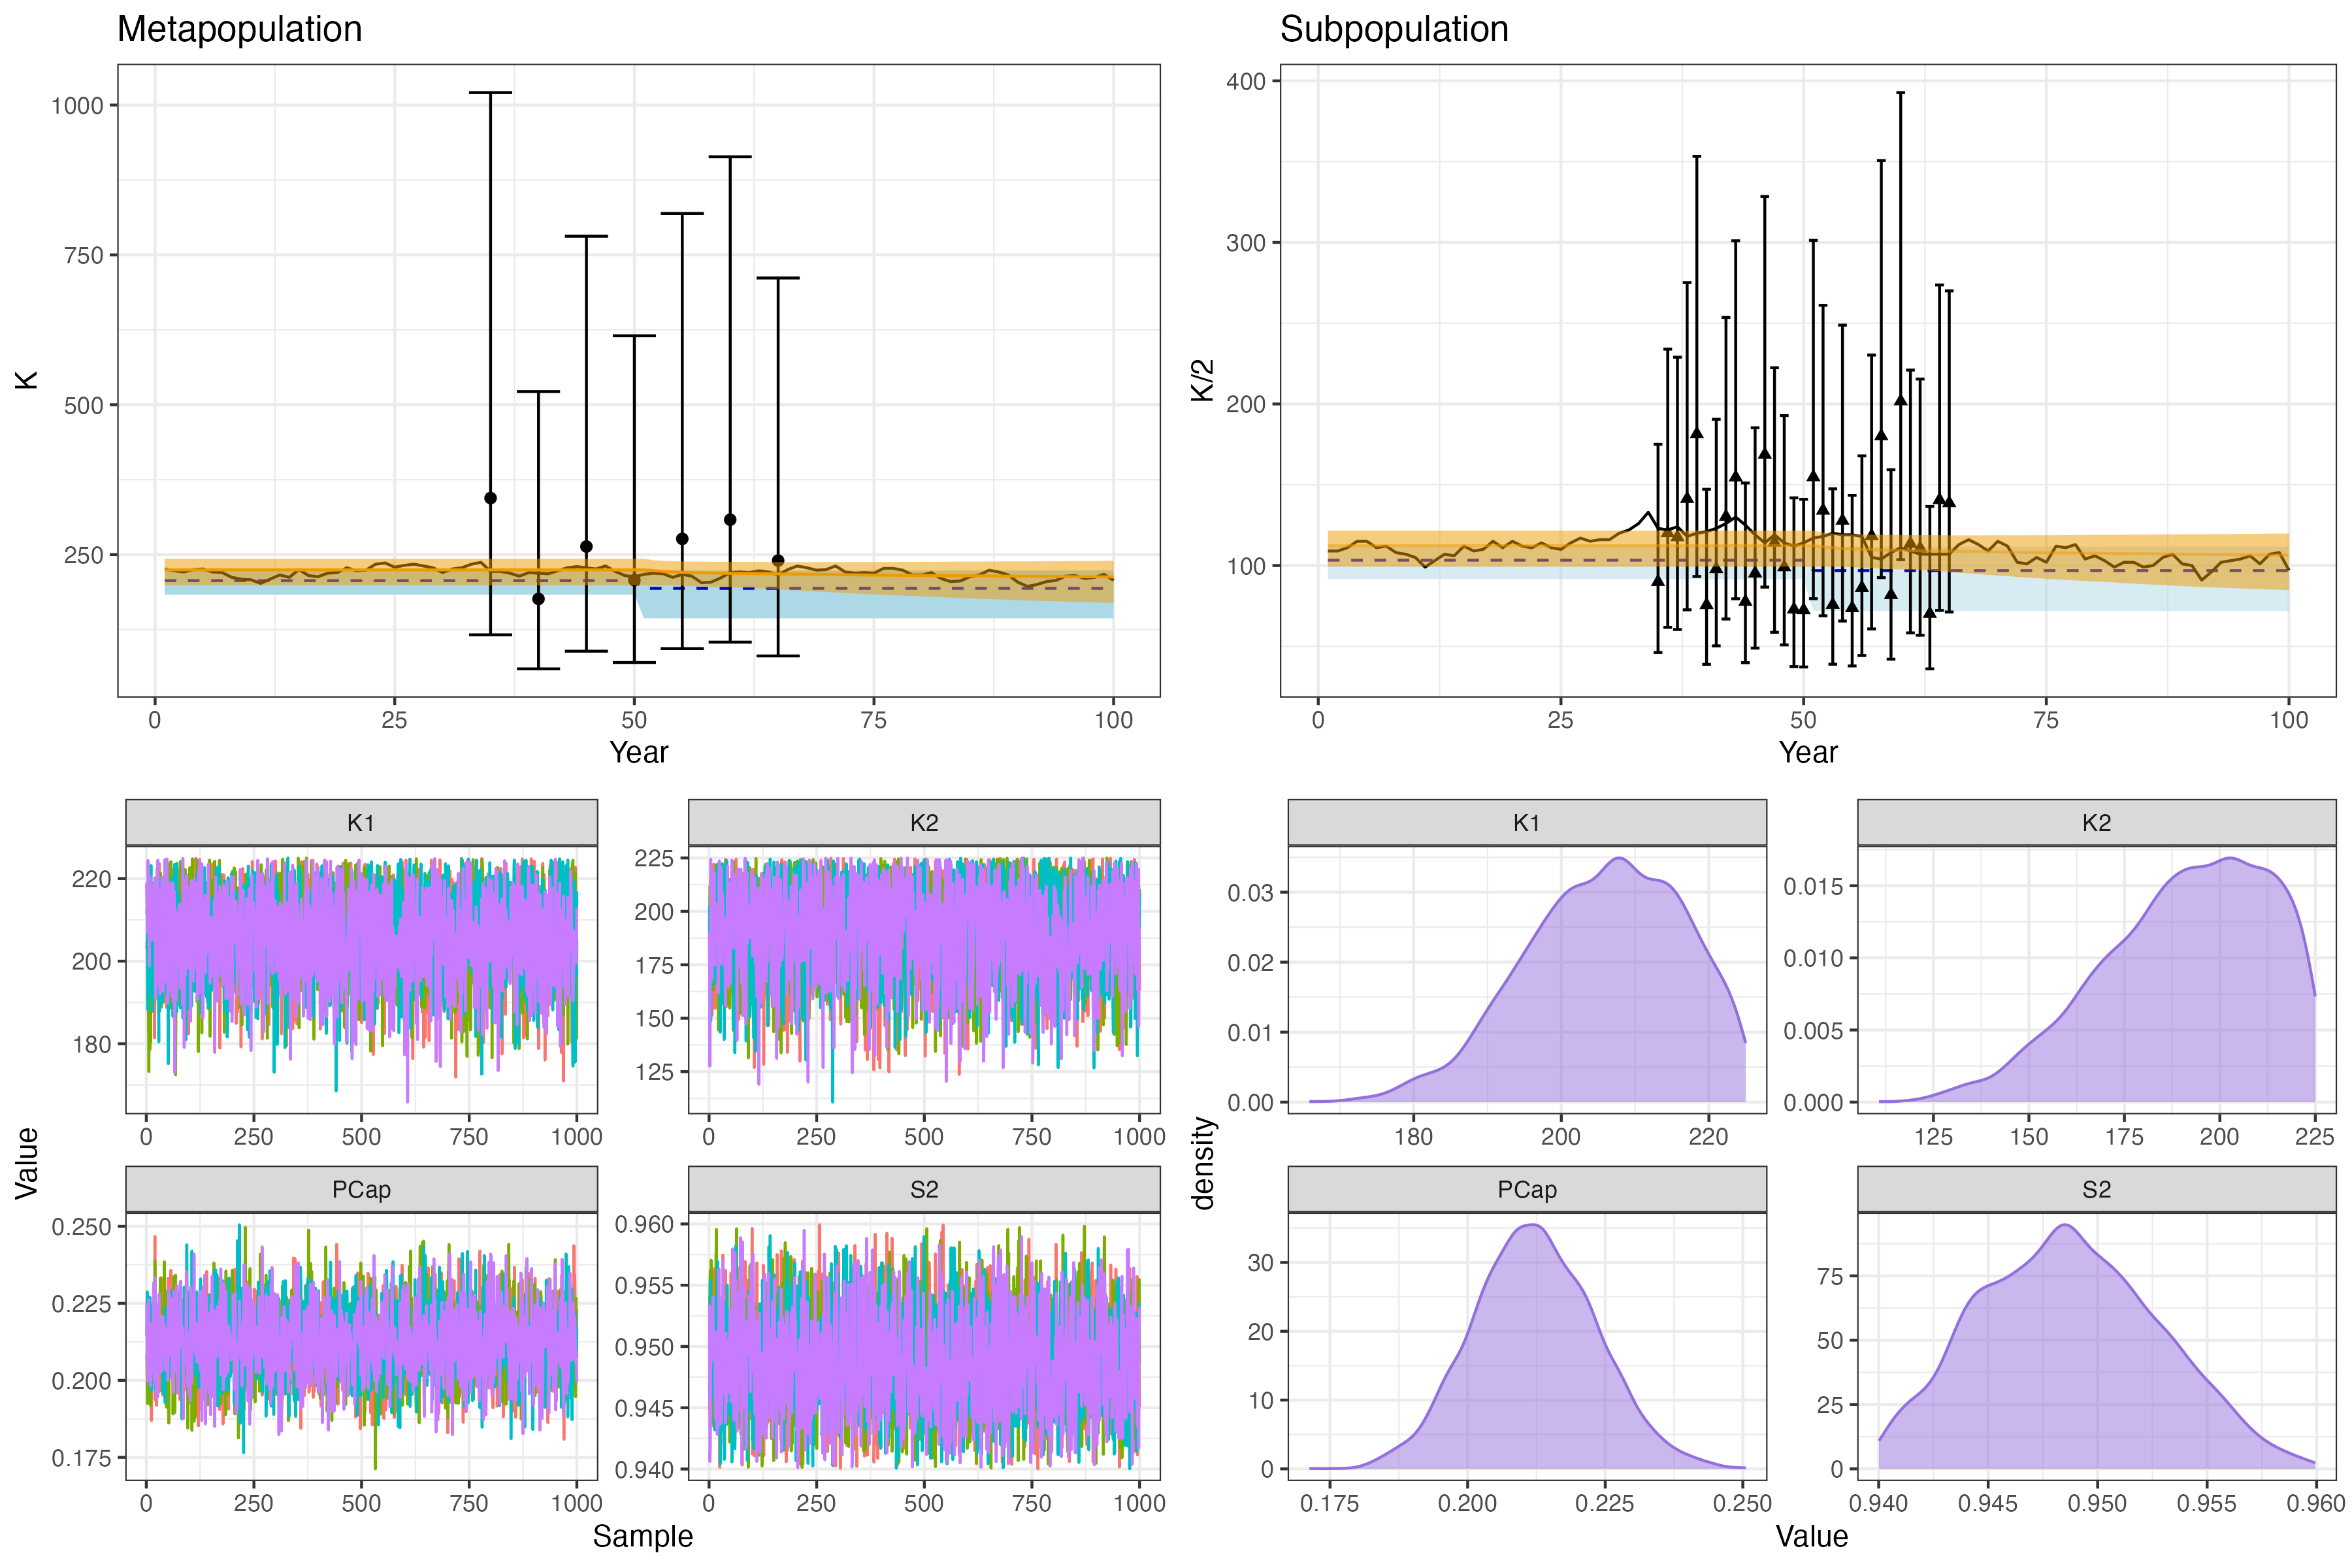 Metapopulation
K
1000
750
500
250
0 25 50 75 100
Year
Subpopulation
K/2
400
300
200
100
0 25 50 75 100
Year
Value
K1
220
200
180
0 250 500 750 1000
K2
225
200
175
150
125
0 250 500 750 1000
PCap
0.250
0.225
0.200
0.175
0 250 500 750 1000
S2
0.960
0.955
0.950
0.945
0.940
0 250 500 750 1000
Sample
density
K1
0.03
0.02
0.01
0.00
180 200 220
K2
0.015
0.010
0.005
0.000
125 150 175 200 225
PCap
30
20
10
0
0.175 0.200 0.225 0.250
S2
75
50
25
0
0.940 0.945 0.950 0.955 0.960
Value